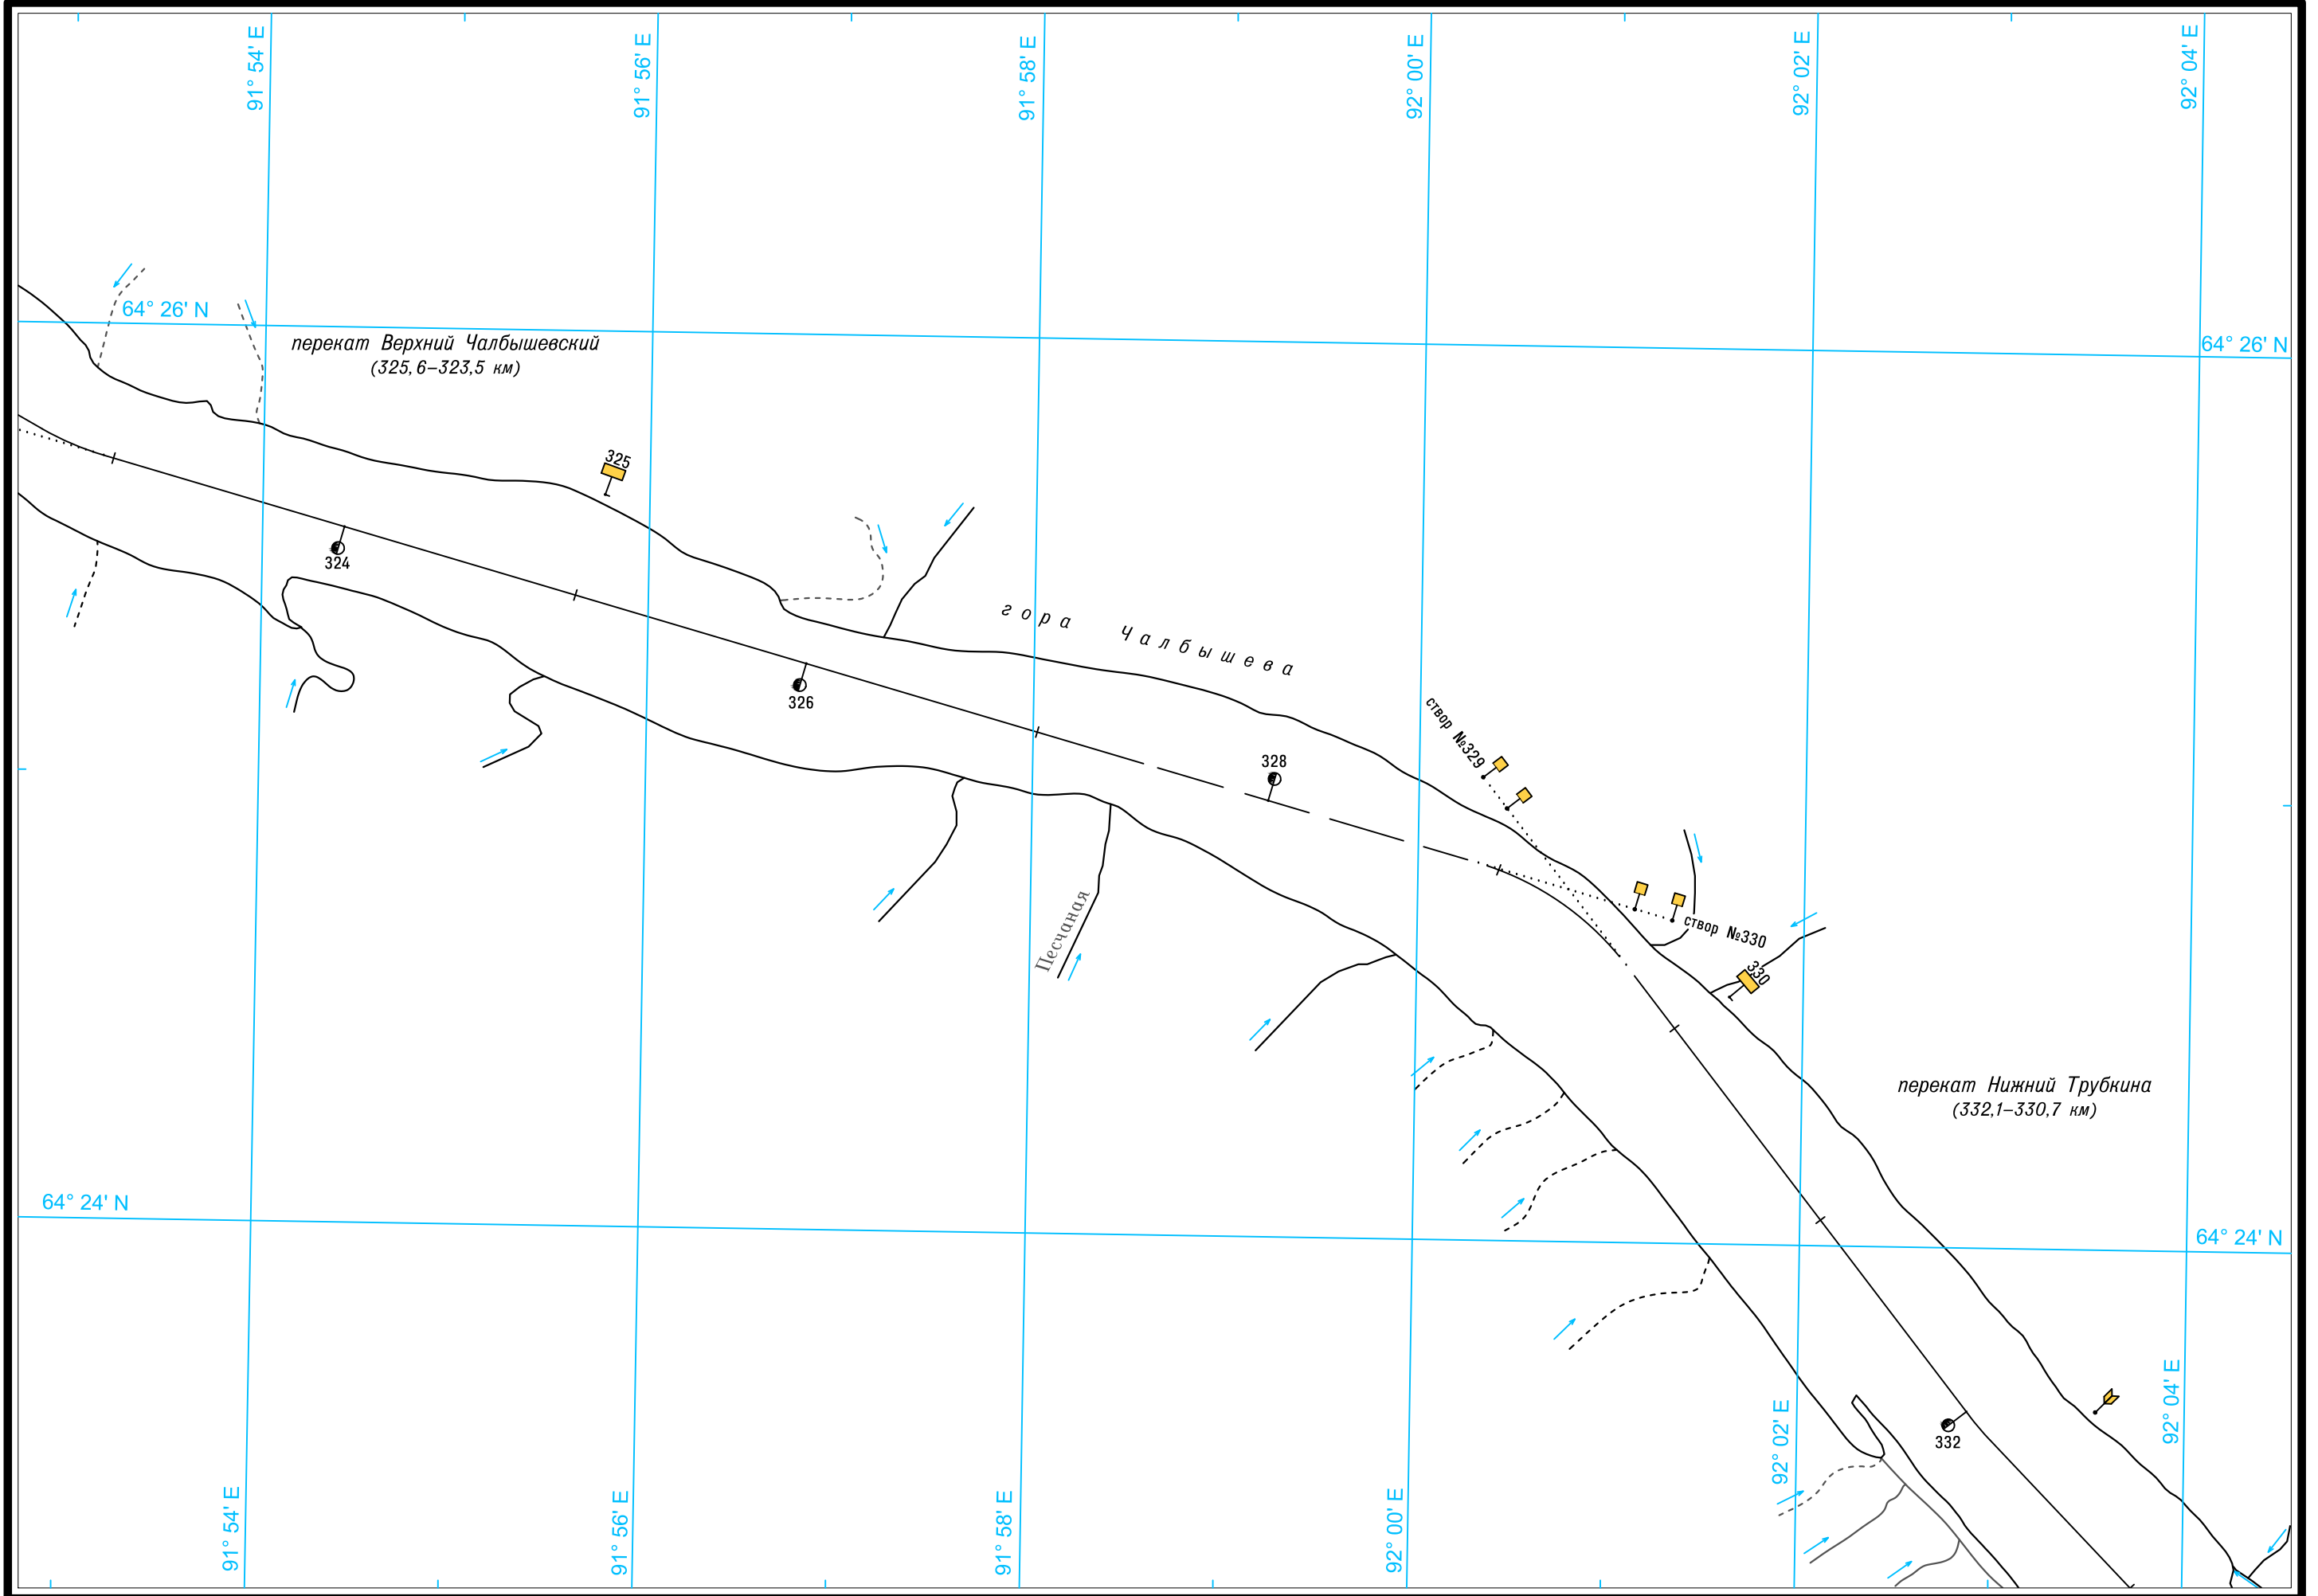 91° 54' E
91° 56' E
91° 58' E
92° 00' E
92° 02' E
92° 04' E
64° 26' N
64° 26' N
перекат Верхний Чалбышевский
(325,6–323,5 км)
325
324
гора Чалбышева
326
створ №329
328
створ №330
Песчаная
330
перекат Нижний Трубкина
(332,1–330,7 км)
64° 24' N
64° 24' N
332
91° 54' E
91° 56' E
91° 58' E
92° 00' E
92° 02' E
92° 04' E